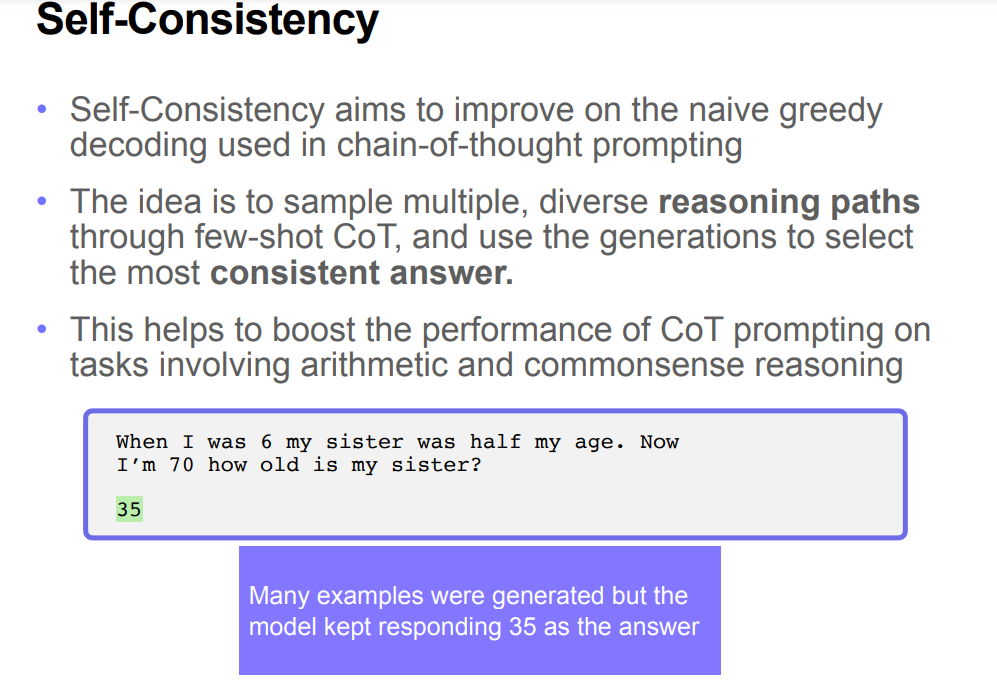 Self-Consistency
• Self-Consistency aims to improve on the naive greedy
decoding used in chain-of-thought prompting
• The idea is to sample multiple, diverse reasoning paths
through few-shot CoT, and use the generations to select
the most consistent answer.
• This helps to boost the performance of CoT prompting on
tasks involving arithmetic and commonsense reasoning
When I was 6 my sister was half my age. Now
I’m 70 how old is my sister?
35
Many examples were generated but the
model kept responding 35 as the answer